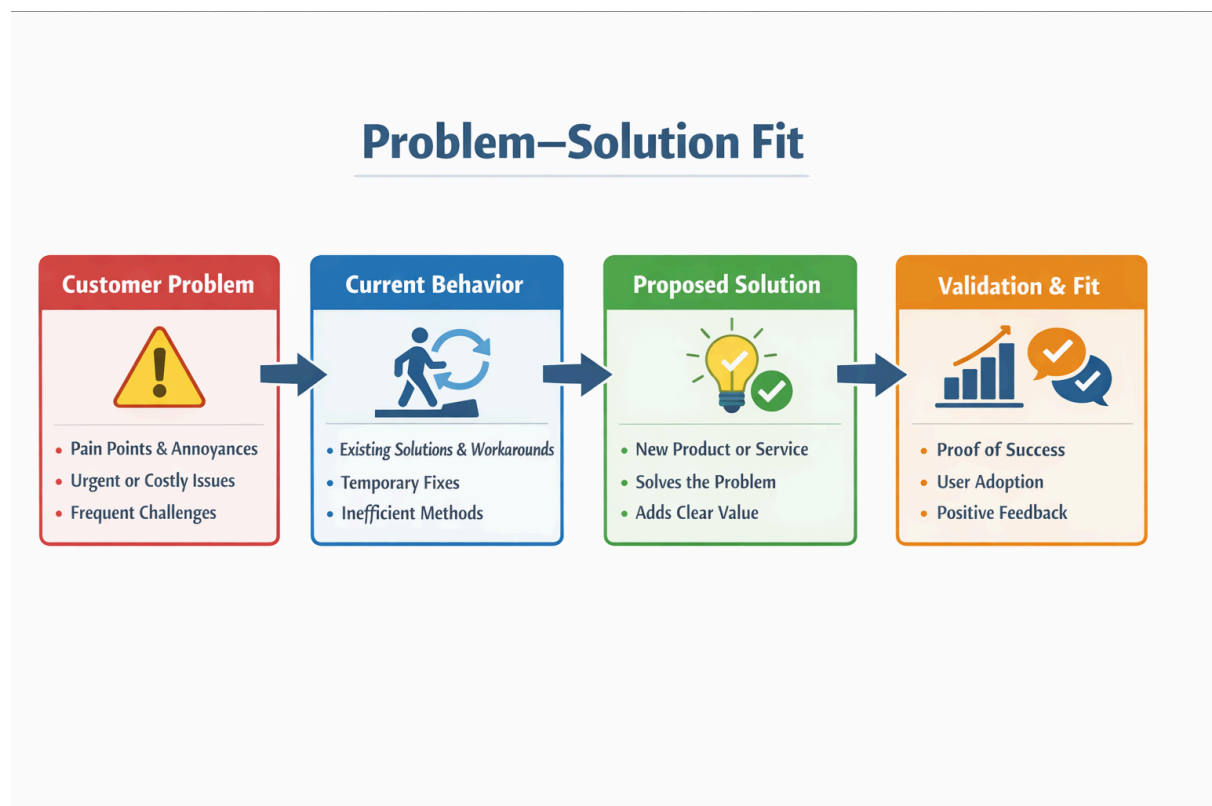 Problem–Solution Fit
Customer Problem
• Pain Points & Annoyances
• Urgent or Costly Issues
• Frequent Challenges
Current Behavior
• Existing Solutions & Workarounds
• Temporary Fixes
• Inefficient Methods
Proposed Solution
• New Product or Service
• Solves the Problem
• Adds Clear Value
Validation & Fit
• Proof of Success
• User Adoption
• Positive Feedback